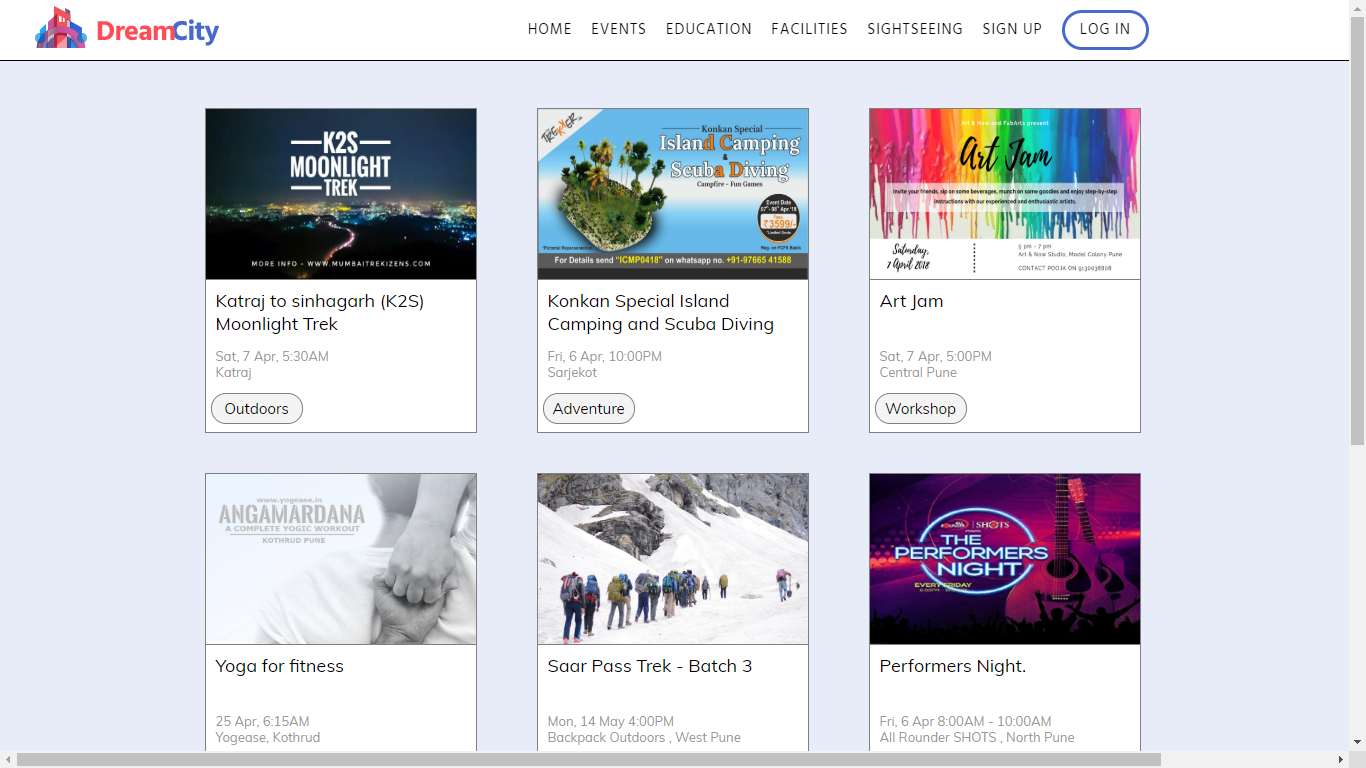 DreamCity
HOME EVENTS EDUCATION FACILITIES SIGHTSEEING SIGN UP LOG IN
K2S
MOONLIGHT
TREK
MORE INFO - WWW.MUMBAITREKIZENS.COM
Katraj to sinhagarh (K2S)
Moonlight Trek
Sat, 7 Apr, 5:30AM
Katraj
Outdoors
TREKKER.in
Konkan Special
Island Camping
&
Scuba Diving
Campfire - Fun Games
Event Date
07th - 08th Apr '18
₹3599/-
*Limited Seats
*Pictorial Representation
Reg. on FCFS Basis
For Details send "ICMP0418" on whatsapp no. +91-97665 41588
Konkan Special Island
Camping and Scuba Diving
Fri, 6 Apr, 10:00PM
Sarjekot
Adventure
Art & Now and FabArts present
Art Jam
Invite your friends, sip on some beverages, munch on some goodies and enjoy step-by-step
instructions with our experienced and enthusiastic artists.
Saturday,
7 April 2018
5 pm - 7 pm
Art & Now Studio, Model Colony Pune
CONTACT POOJA ON 9130038808
Art Jam
Sat, 7 Apr, 5:00PM
Central Pune
Workshop
www.yogease.in
ANGAMARDANA
A COMPLETE YOGIC WORKOUT
KOTHRUD PUNE
Yoga for fitness
25 Apr, 6:15AM
Yogease, Kothrud
Saar Pass Trek - Batch 3
Mon, 14 May 4:00PM
Backpack Outdoors , West Pune
SHOTS
THE
PERFORMERS
NIGHT
EVERY FRIDAY
Performers Night.
Fri, 6 Apr 8:00AM - 10:00AM
All Rounder SHOTS , North Pune